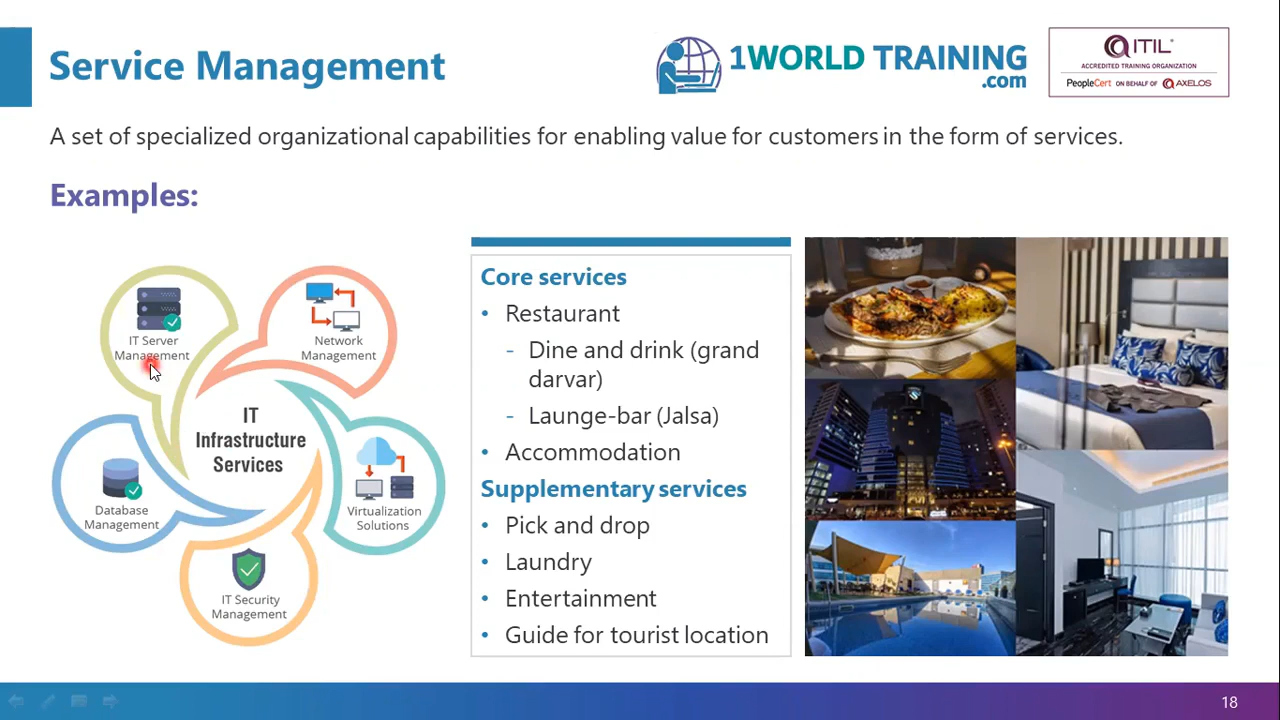 Service Management
1WORLD TRAINING
.com
ITIL®
ACCREDITED TRAINING ORGANIZATION
PeopleCert ON BEHALF OF AXELOS
A set of specialized organizational capabilities for enabling value for customers in the form of services.
Examples:
IT Server
Management
Network
Management
IT
Infrastructure
Services
Database
Management
Virtualization
Solutions
IT Security
Management
Core services
• Restaurant
- Dine and drink (grand
darvar)
- Launge-bar (Jalsa)
• Accommodation
Supplementary services
• Pick and drop
• Laundry
• Entertainment
• Guide for tourist location
18